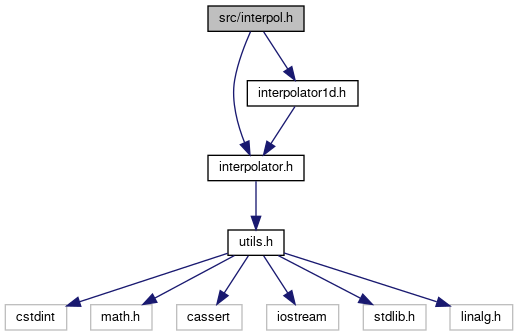 src/interpol.h
interpolator1d.h
interpolator.h
utils.h
cstdint
math.h
cassert
iostream
stdlib.h
linalg.h